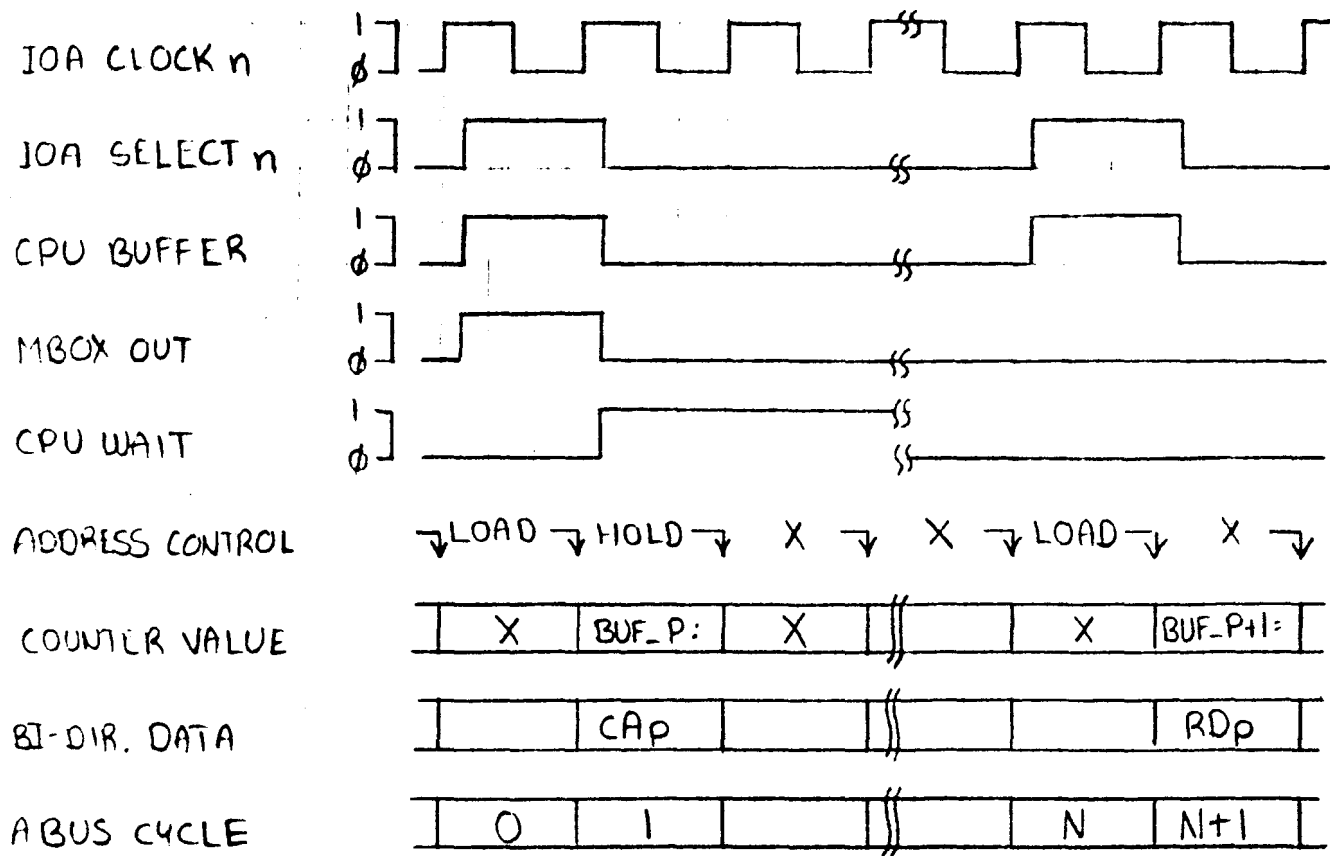 IOA CLOCK n 1 ∅
IOA SELECT n 1 ∅
CPU BUFFER 1 ∅
MBOX OUT 1 ∅
CPU WAIT 1 ∅
ADDRESS CONTROL LOAD HOLD X X LOAD X
COUNTER VALUE X BUF_P: X X BUF_P+1:
BI-DIR. DATA CAp RDp
ABUS CYCLE 0 1 N N+1